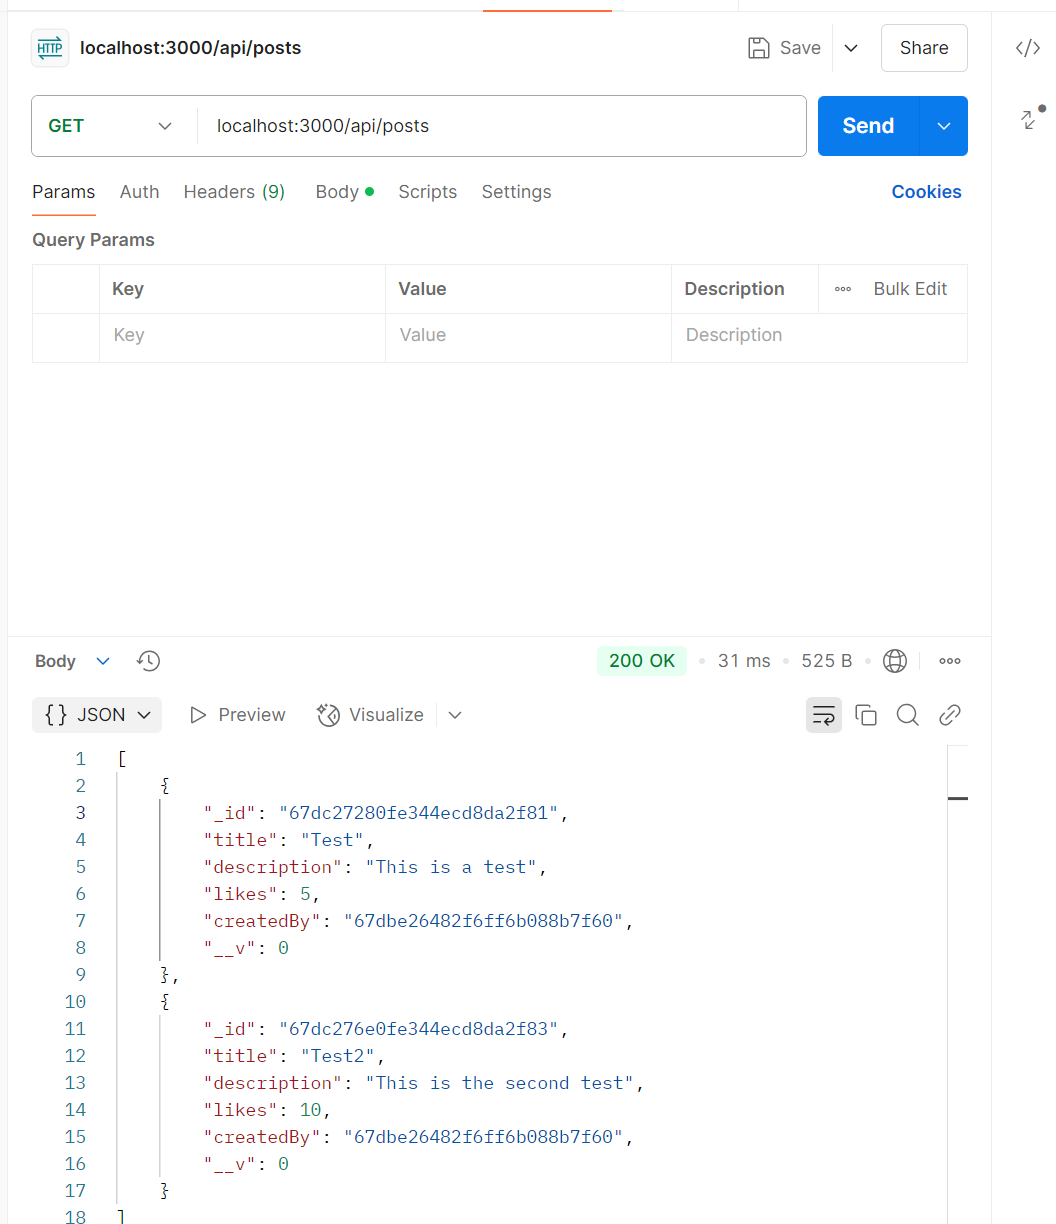 HTTP localhost:3000/api/posts Save Share </>
GET localhost:3000/api/posts Send
Params Auth Headers (9) Body Scripts Settings Cookies
Query Params
Key Value Description Bulk Edit
Key Value Description
Body 200 OK • 31 ms • 525 B •
{} JSON Preview Visualize
1 [
2 {
3 "_id": "67dc27280fe344ecd8da2f81",
4 "title": "Test",
5 "description": "This is a test",
6 "likes": 5,
7 "createdBy": "67dbe26482f6ff6b088b7f60",
8 "__v": 0
9 },
10 {
11 "_id": "67dc276e0fe344ecd8da2f83",
12 "title": "Test2",
13 "description": "This is the second test",
14 "likes": 10,
15 "createdBy": "67dbe26482f6ff6b088b7f60",
16 "__v": 0
17 }
18 ]